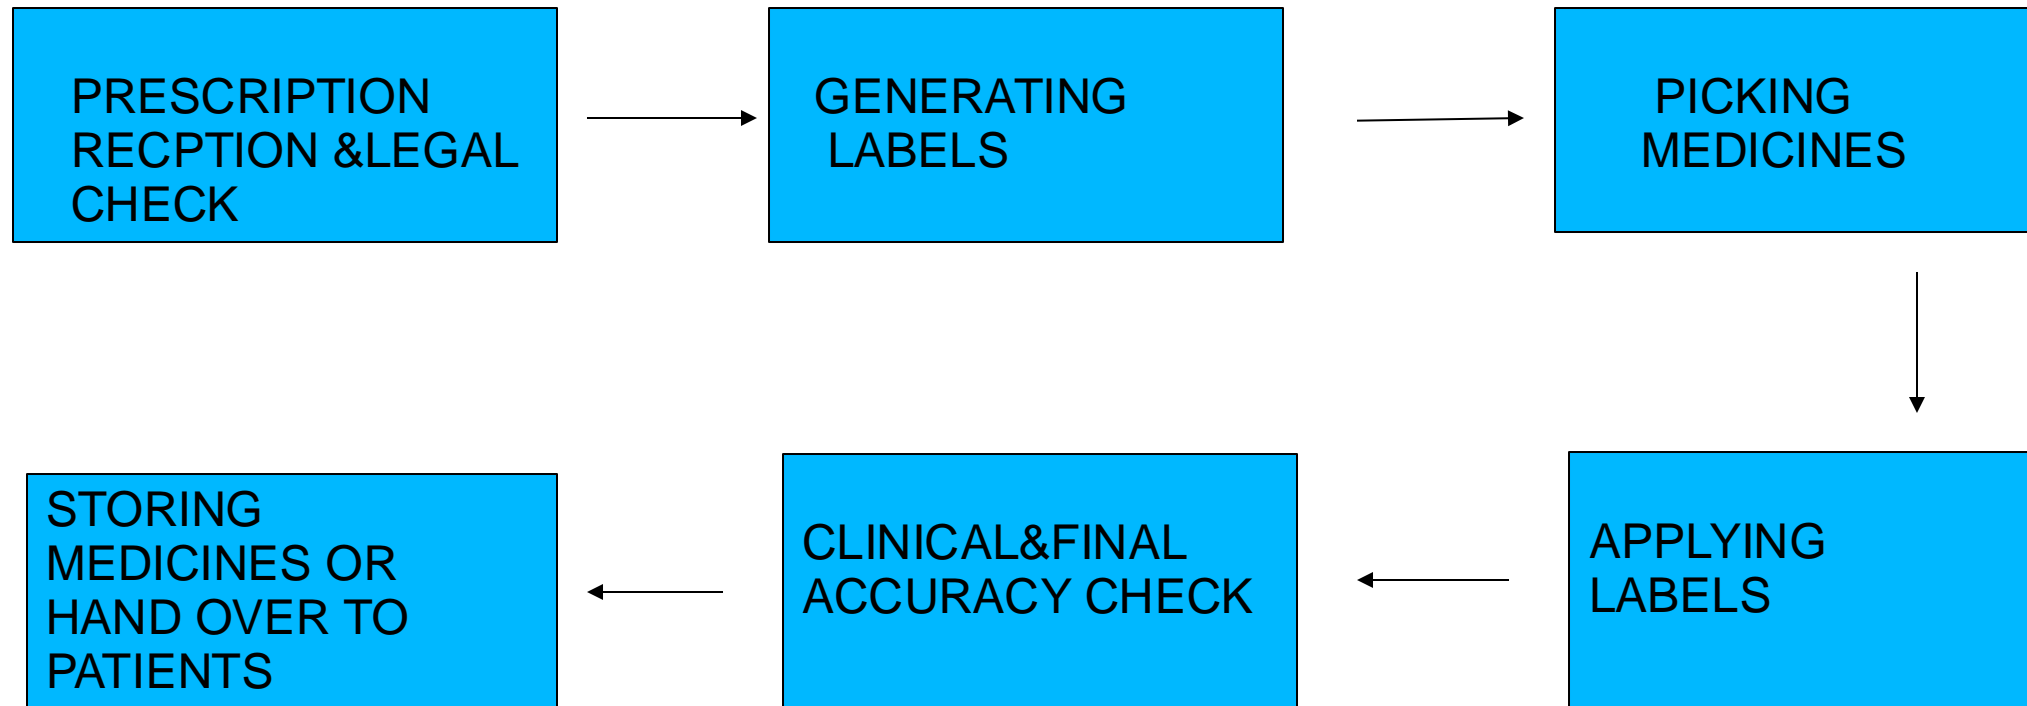 PRESCRIPTION
RECPTION &LEGAL
CHECK
GENERATING
LABELS
PICKING
MEDICINES
APPLYING
LABELS
CLINICAL&FINAL
ACCURACY CHECK
STORING
MEDICINES OR
HAND OVER TO
PATIENTS